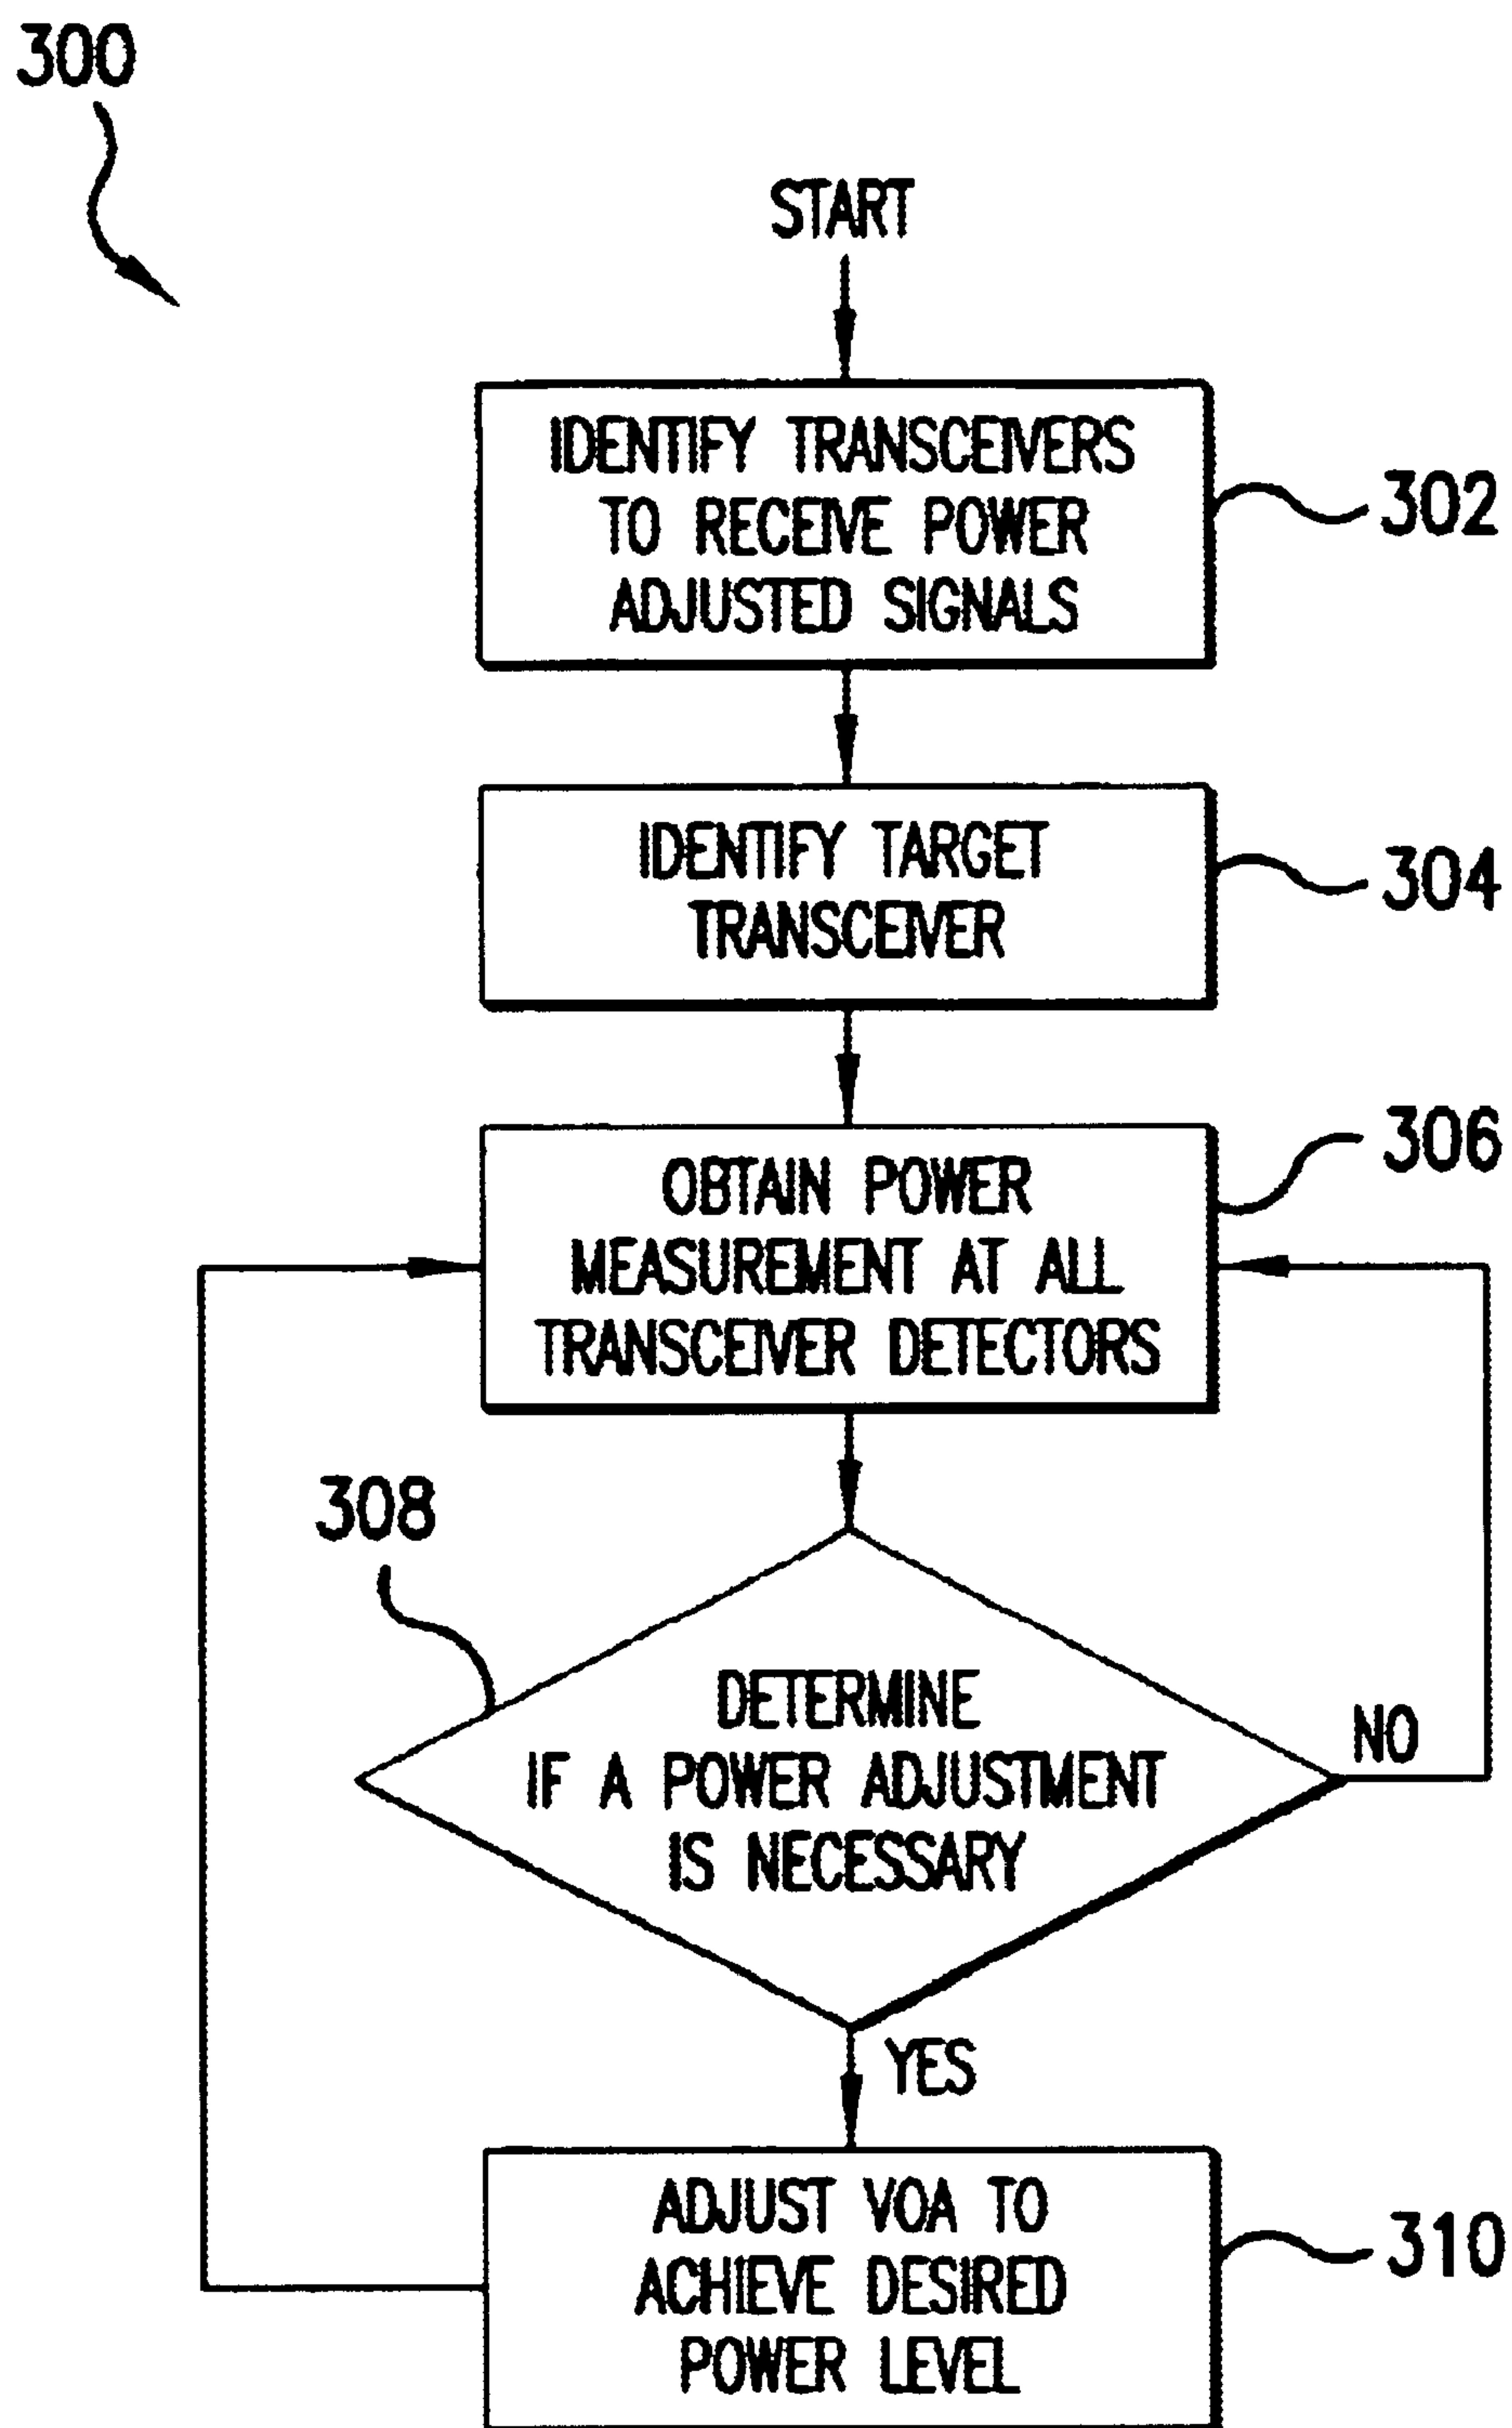 300
START
IDENTIFY TRANSCEIVERS
TO RECEIVE POWER
ADJUSTED SIGNALS
302
IDENTIFY TARGET
TRANSCEIVER
304
306
OBTAIN POWER
MEASUREMENT AT ALL
TRANSCEIVER DETECTORS
308
DETERMINE
IF A POWER ADJUSTMENT
IS NECESSARY
NO
YES
ADJUST VOA TO
ACHIEVE DESIRED
POWER LEVEL
310